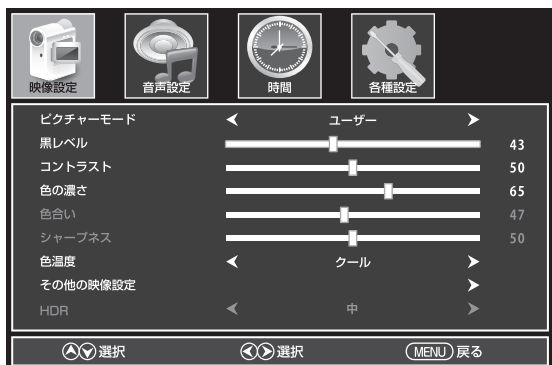 映像設定 音声設定 時間 各種設定
ピクチャーモード ユーザー
黒レベル 43
コントラスト 50
色の濃さ 65
色合い 47
シャープネス 50
色温度 クール
その他の映像設定
HDR 中
選択 選択 MENU 戻る